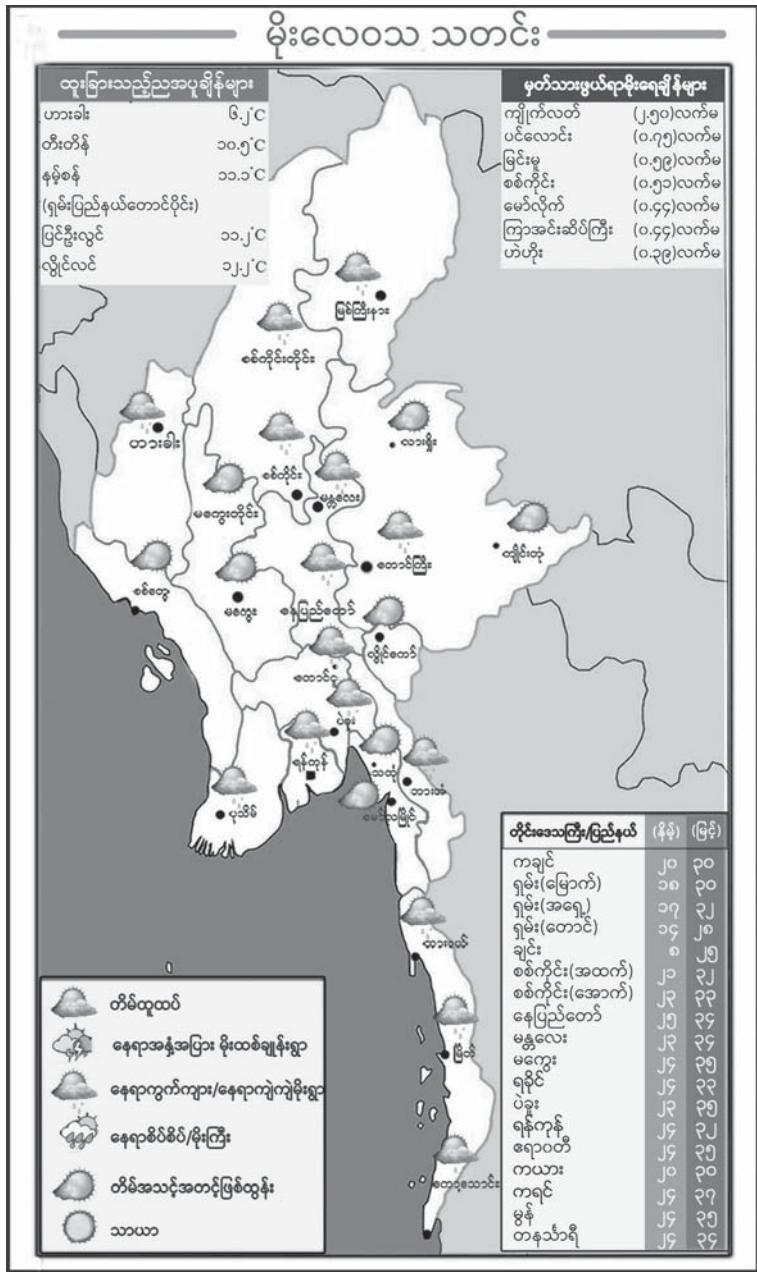 မိုးလေဝသ သတင်း
ထူးခြားသည့်ညအပူချိန်များ
ဟားခါး ၆.၂°C
တီးတိန် ၁၀.၅°C
နမ့်စန် ၁၁.၁°C
(ရှမ်းပြည်နယ်တောင်ပိုင်း)
ပြင်ဦးလွင် ၁၁.၂°C
လွိုင်လင် ၁၂.၂°C
မှတ်သားဖွယ်ရာမိုးရေချိန်များ
ကျိုက်လတ် (၂.၅၀)လက်မ
ပင်လောင်း (၀.၇၅)လက်မ
မြင်းမူ (၀.၅၉)လက်မ
စစ်ကိုင်း (၀.၅၁)လက်မ
မော်လိုက် (၀.၄၄)လက်မ
ကြာအင်းဆိပ်ကြီး (၀.၄၄)လက်မ
ဟဲဟိုး (၀.၃၉)လက်မ
မြစ်ကြီးနား
စစ်ကိုင်းတိုင်း
ဟားခါး
လားရှိုး
စစ်ကိုင်း
မန္တလေး
မကွေးတိုင်း
ကျိုင်းတုံ
တောင်ကြီး
စစ်တွေ
မကွေး
နေပြည်တော်
လွိုင်ကော်
တောင်ငူ
ပဲခူး
ရန်ကုန်
သထုံ
ဘားအံ
ပုသိမ်
မော်လမြိုင်
ထားဝယ်
မြိတ်
ကော့သောင်း
တိုင်းဒေသကြီး/ပြည်နယ် (နိမ့်) (မြင့်)
ကချင် ၂၀ ၃၀
ရှမ်း(မြောက်) ၁၈ ၃၀
ရှမ်း(အရှေ့) ၁၇ ၃၂
ရှမ်း(တောင်) ၁၄ ၂၈
ချင်း ၈ ၂၅
စစ်ကိုင်း(အထက်) ၂၁ ၃၂
စစ်ကိုင်း(အောက်) ၂၃ ၃၃
နေပြည်တော် ၂၅ ၃၄
မန္တလေး ၂၃ ၃၄
မကွေး ၂၄ ၃၅
ရခိုင် ၂၄ ၃၃
ပဲခူး ၂၃ ၃၅
ရန်ကုန် ၂၄ ၃၂
ဧရာဝတီ ၂၄ ၃၅
ကယား ၂၀ ၃၀
ကရင် ၂၄ ၃၇
မွန် ၂၄ ၃၅
တနင်္သာရီ ၂၄ ၃၄
တိမ်ထူထပ်
နေရာအနှံ့အပြား မိုးထစ်ချုန်းရွာ
နေရာကွက်ကျား/နေရာကျဲကျဲမိုးရွာ
နေရာစိပ်စိပ်/မိုးကြီး
တိမ်အသင့်အတင့်ဖြစ်ထွန်း
သာယာ